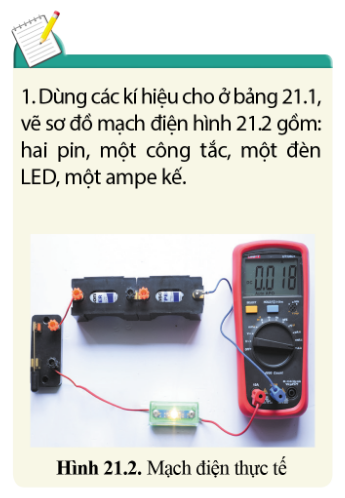 1. Dùng các kí hiệu cho ở bảng 21.1,
vẽ sơ đồ mạch điện hình 21.2 gồm:
hai pin, một công tắc, một đèn
LED, một ampe kế.
0.018
Hình 21.2. Mạch điện thực tế